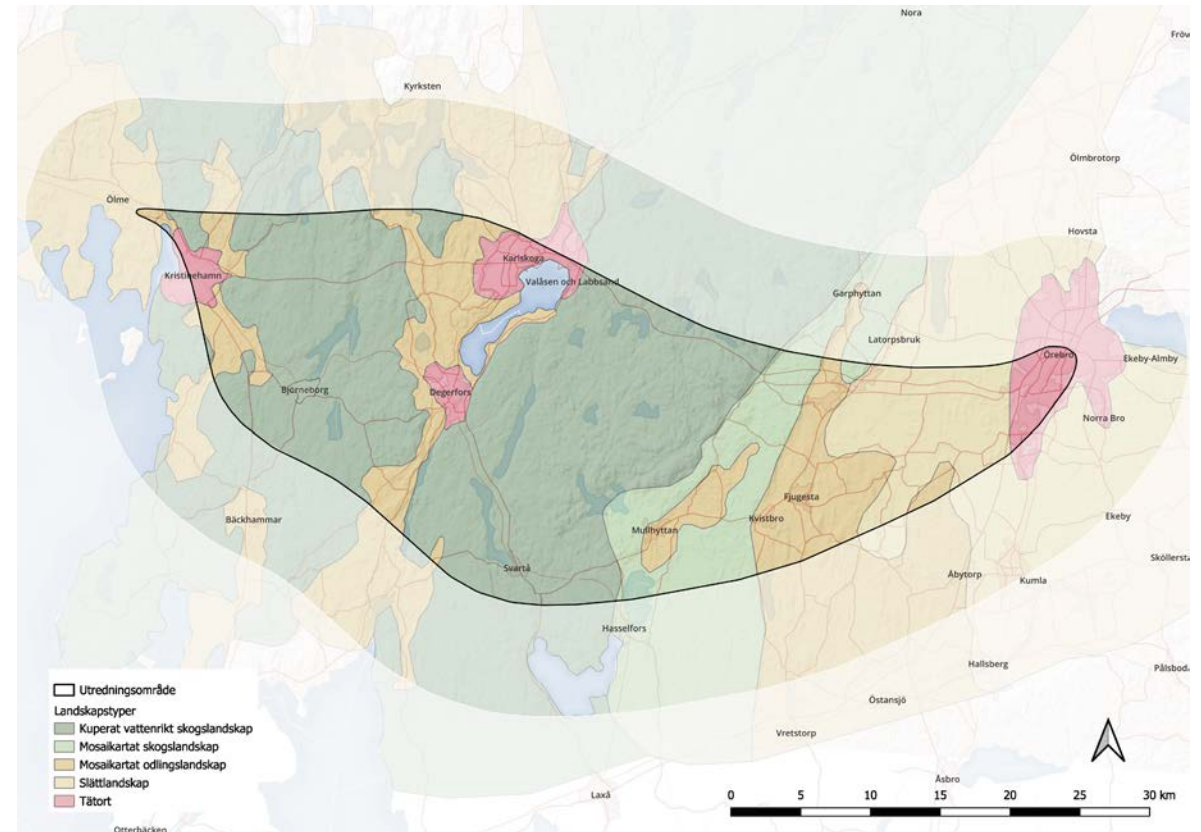 Nora
Fröv
Kyrksten
Ölmbrotorp
Ölme
Hovsta
Karlskoga
Kristinehamn
Valåsen och Labbsand
Garphyttan
Latorpsbruk
Örebro
Ekeby-Almby
Björneborg
Degerfors
Norra Bro
Fjugesta
Bäckhammar
Mullhyttan
Kvistbro
Ekeby
Sköllersta
Svartå
Åbytorp
Kumla
Hasselfors
Hallsberg
Pålsboda
Östansjö
Vretstorp
Åsbro
Laxå
Otterbäcken
Utredningsområde
Landskapstyper
Kuperat vattenrikt skogslandskap
Mosaikartat skogslandskap
Mosaikartat odlingslandskap
Slättlandskap
Tätort
0 5 10 15 20 25 30 km